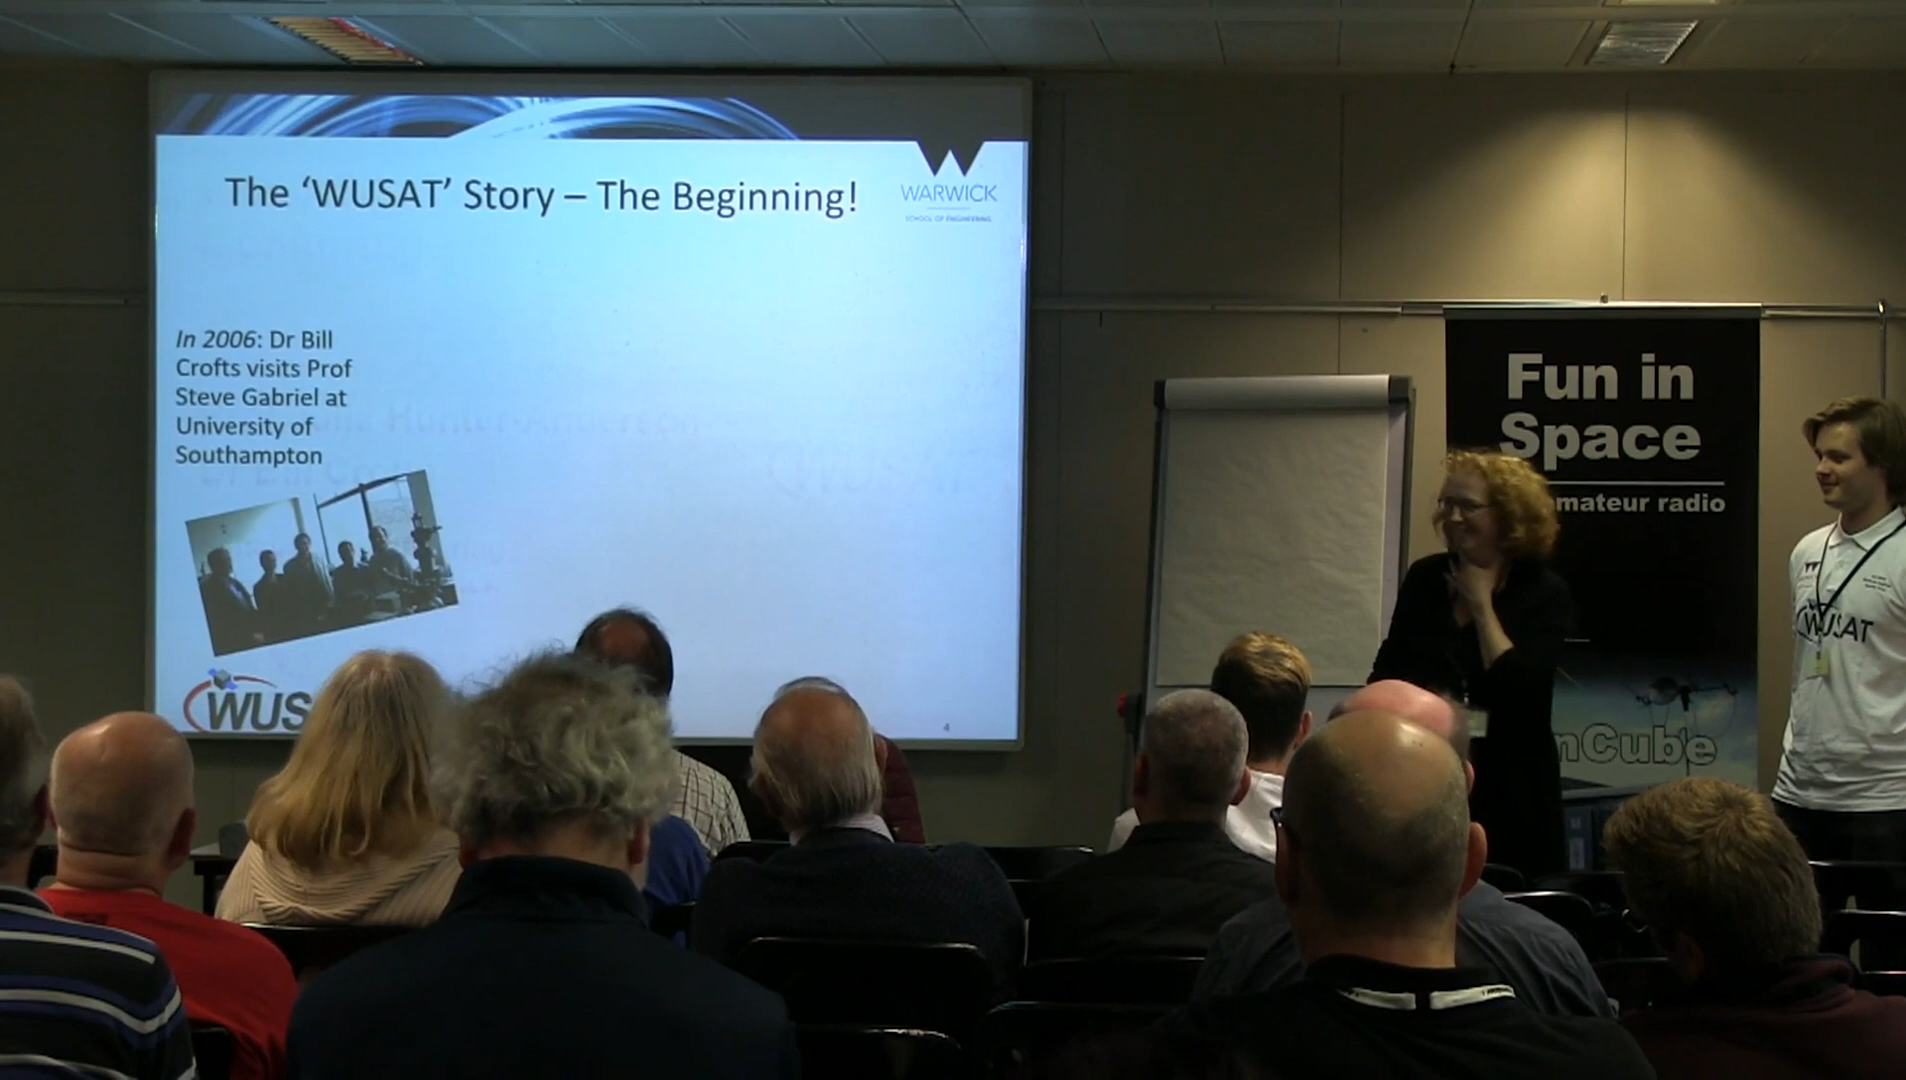 The ‘WUSAT’ Story – The Beginning!
WARWICK
SCHOOL OF ENGINEERING
In 2006: Dr Bill
Crofts visits Prof
Steve Gabriel at
University of
Southampton
WUS
4
Fun in
Space
mateur radio
nCube
WUSAT